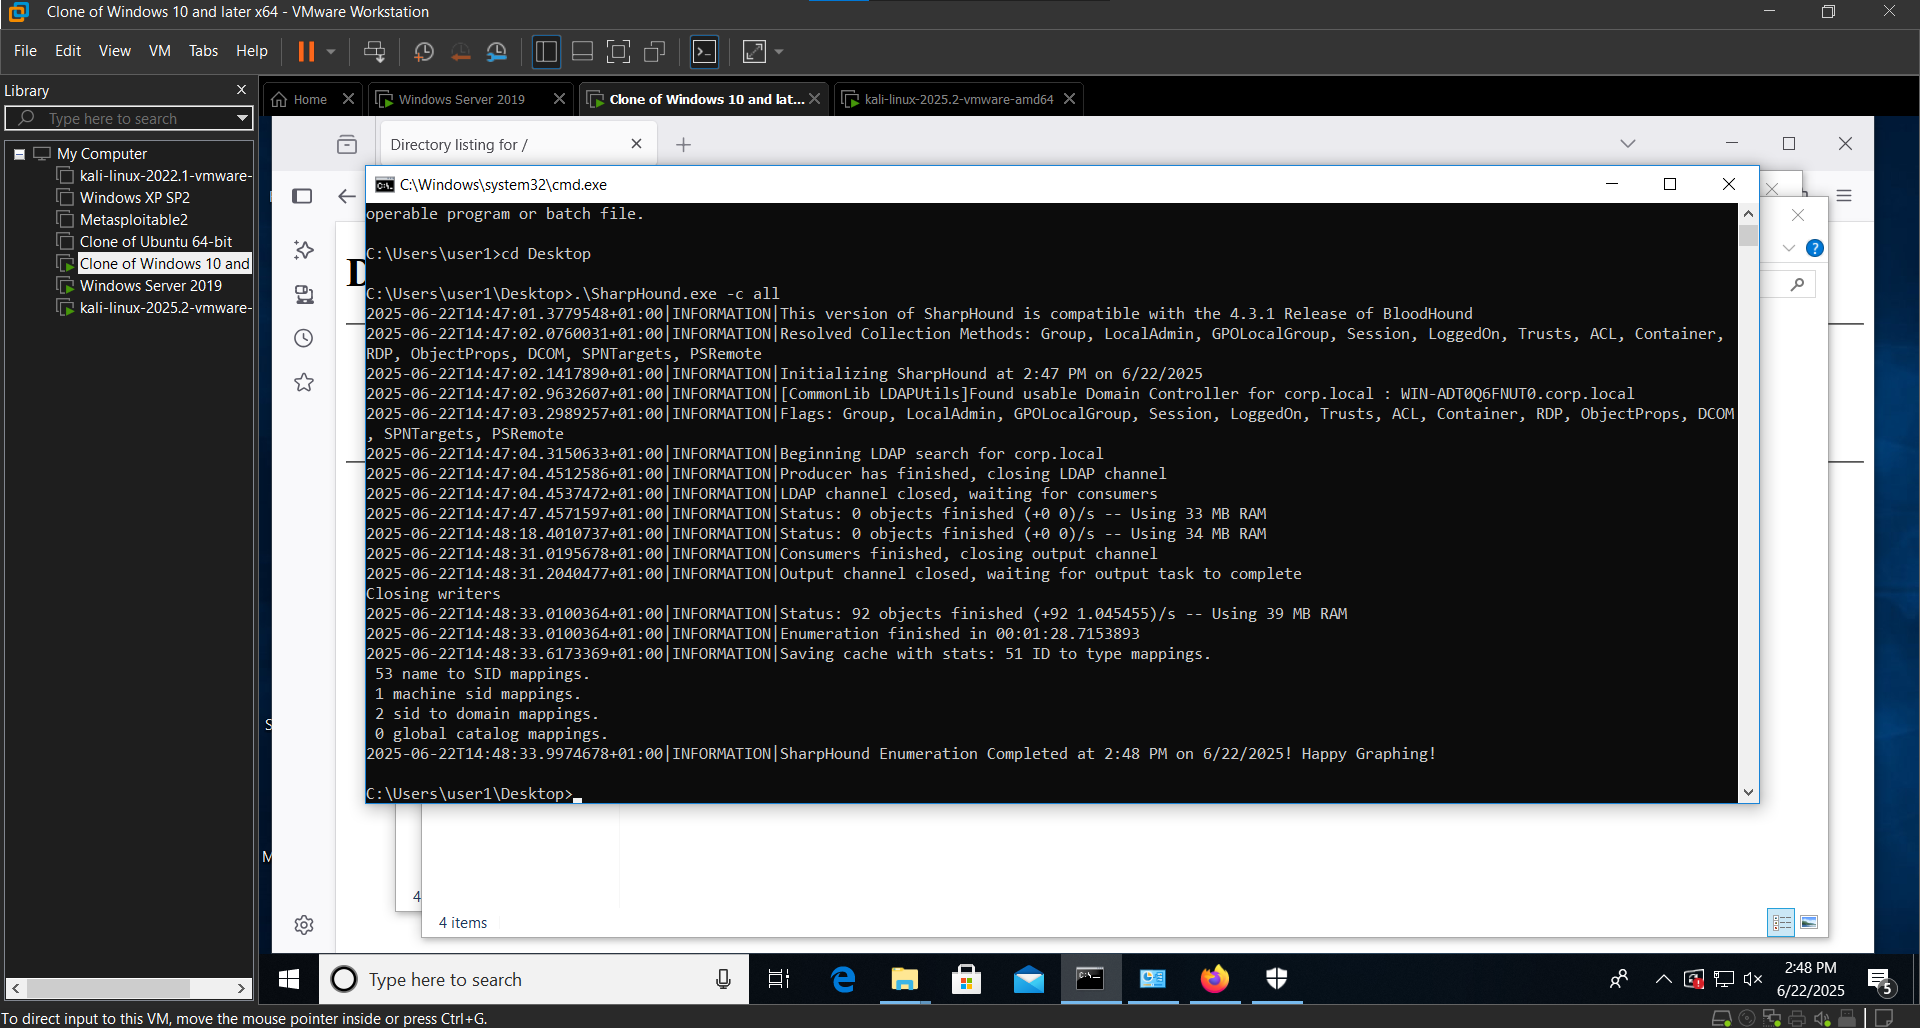 Clone of Windows 10 and later x64 - VMware Workstation
File Edit View VM Tabs Help
Library
Type here to search
My Computer
kali-linux-2022.1-vmware-
Windows XP SP2
Metasploitable2
Clone of Ubuntu 64-bit
Clone of Windows 10 and
Windows Server 2019
kali-linux-2025.2-vmware-
Home
Windows Server 2019
Clone of Windows 10 and lat...
kali-linux-2025.2-vmware-amd64
Directory listing for /
D
C:\Windows\system32\cmd.exe
operable program or batch file.
C:\Users\user1>cd Desktop
C:\Users\user1\Desktop>.\SharpHound.exe -c all
2025-06-22T14:47:01.3779548+01:00|INFORMATION|This version of SharpHound is compatible with the 4.3.1 Release of BloodHound
2025-06-22T14:47:02.0760031+01:00|INFORMATION|Resolved Collection Methods: Group, LocalAdmin, GPOLocalGroup, Session, LoggedOn, Trusts, ACL, Container,
RDP, ObjectProps, DCOM, SPNTargets, PSRemote
2025-06-22T14:47:02.1417890+01:00|INFORMATION|Initializing SharpHound at 2:47 PM on 6/22/2025
2025-06-22T14:47:02.9632607+01:00|INFORMATION|[CommonLib LDAPUtils]Found usable Domain Controller for corp.local : WIN-ADT0Q6FNUT0.corp.local
2025-06-22T14:47:03.2989257+01:00|INFORMATION|Flags: Group, LocalAdmin, GPOLocalGroup, Session, LoggedOn, Trusts, ACL, Container, RDP, ObjectProps, DCOM
, SPNTargets, PSRemote
2025-06-22T14:47:04.3150633+01:00|INFORMATION|Beginning LDAP search for corp.local
2025-06-22T14:47:04.4512586+01:00|INFORMATION|Producer has finished, closing LDAP channel
2025-06-22T14:47:04.4537472+01:00|INFORMATION|LDAP channel closed, waiting for consumers
2025-06-22T14:47:47.4571597+01:00|INFORMATION|Status: 0 objects finished (+0 0)/s -- Using 33 MB RAM
2025-06-22T14:48:18.4010737+01:00|INFORMATION|Status: 0 objects finished (+0 0)/s -- Using 34 MB RAM
2025-06-22T14:48:31.0195678+01:00|INFORMATION|Consumers finished, closing output channel
2025-06-22T14:48:31.2040477+01:00|INFORMATION|Output channel closed, waiting for output task to complete
Closing writers
2025-06-22T14:48:33.0100364+01:00|INFORMATION|Status: 92 objects finished (+92 1.045455)/s -- Using 39 MB RAM
2025-06-22T14:48:33.0100364+01:00|INFORMATION|Enumeration finished in 00:01:28.7153893
2025-06-22T14:48:33.6173369+01:00|INFORMATION|Saving cache with stats: 51 ID to type mappings.
53 name to SID mappings.
1 machine sid mappings.
2 sid to domain mappings.
0 global catalog mappings.
2025-06-22T14:48:33.9974678+01:00|INFORMATION|SharpHound Enumeration Completed at 2:48 PM on 6/22/2025! Happy Graphing!
C:\Users\user1\Desktop>
S
M
4
4 items
Type here to search
2:48 PM
6/22/2025
5
To direct input to this VM, move the mouse pointer inside or press Ctrl+G.